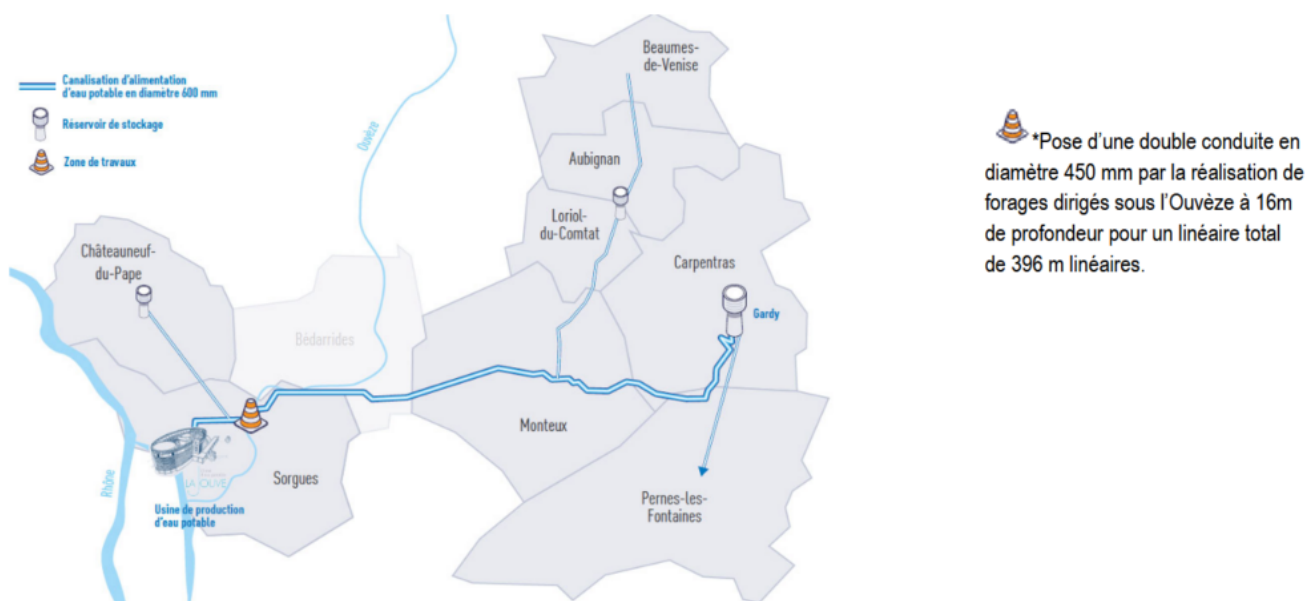 Canalisation d'alimentation
d'eau potable en diamètre 600 mm
Réservoir de stockage
Zone de travaux
Ouvèze
Beaumes-
de-Venise
Aubignan
Loriol-
du-Comtat
Châteauneuf-
du-Pape
Carpentras
Gardy
Bédarrides
Monteux
Sorgues
Rhône
LA JOUVE
Usine de production
d'eau potable
Pernes-les-
Fontaines
*Pose d'une double conduite en
diamètre 450 mm par la réalisation de
forages dirigés sous l'Ouvèze à 16m
de profondeur pour un linéaire total
de 396 m linéaires.